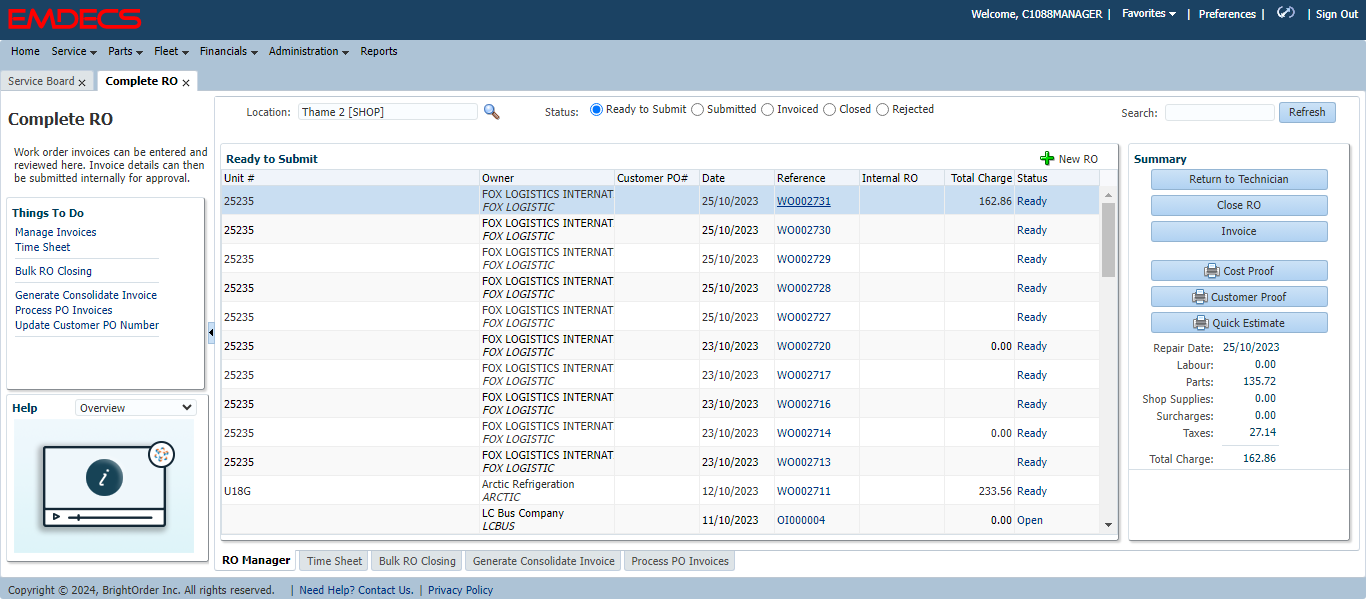 EMDECS
Welcome, C1088MANAGER | Favorites | Preferences | | Sign Out
Home Service Parts Fleet Financials Administration Reports
Service Board x Complete RO x
Complete RO
Work order invoices can be entered and
reviewed here. Invoice details can then
be submitted internally for approval.
Things To Do
Manage Invoices
Time Sheet
Bulk RO Closing
Generate Consolidate Invoice
Process PO Invoices
Update Customer PO Number
Help Overview
i
Location: Thame 2 [SHOP] Status: Ready to Submit Submitted Invoiced Closed Rejected Search: Refresh
Ready to Submit New RO
Unit # Owner Customer PO# Date Reference Internal RO Total Charge Status
25235 FOX LOGISTICS INTERNAT 25/10/2023 WO002731 162.86 Ready
FOX LOGISTIC
25235 FOX LOGISTICS INTERNAT 25/10/2023 WO002730 Ready
FOX LOGISTIC
25235 FOX LOGISTICS INTERNAT 25/10/2023 WO002729 Ready
FOX LOGISTIC
25235 FOX LOGISTICS INTERNAT 25/10/2023 WO002728 Ready
FOX LOGISTIC
25235 FOX LOGISTICS INTERNAT 25/10/2023 WO002727 Ready
FOX LOGISTIC
25235 FOX LOGISTICS INTERNAT 23/10/2023 WO002720 0.00 Ready
FOX LOGISTIC
25235 FOX LOGISTICS INTERNAT 23/10/2023 WO002717 Ready
FOX LOGISTIC
25235 FOX LOGISTICS INTERNAT 23/10/2023 WO002716 Ready
FOX LOGISTIC
25235 FOX LOGISTICS INTERNAT 23/10/2023 WO002714 0.00 Ready
FOX LOGISTIC
25235 FOX LOGISTICS INTERNAT 23/10/2023 WO002713 Ready
FOX LOGISTIC
U18G Arctic Refrigeration 12/10/2023 WO002711 233.56 Ready
ARCTIC
LC Bus Company 11/10/2023 OI000004 0.00 Open
LCBUS
Summary
Return to Technician
Close RO
Invoice
Cost Proof
Customer Proof
Quick Estimate
Repair Date: 25/10/2023
Labour: 0.00
Parts: 135.72
Shop Supplies: 0.00
Surcharges: 0.00
Taxes: 27.14
Total Charge: 162.86
RO Manager Time Sheet Bulk RO Closing Generate Consolidate Invoice Process PO Invoices
Copyright © 2024, BrightOrder Inc. All rights reserved. | Need Help? Contact Us. | Privacy Policy